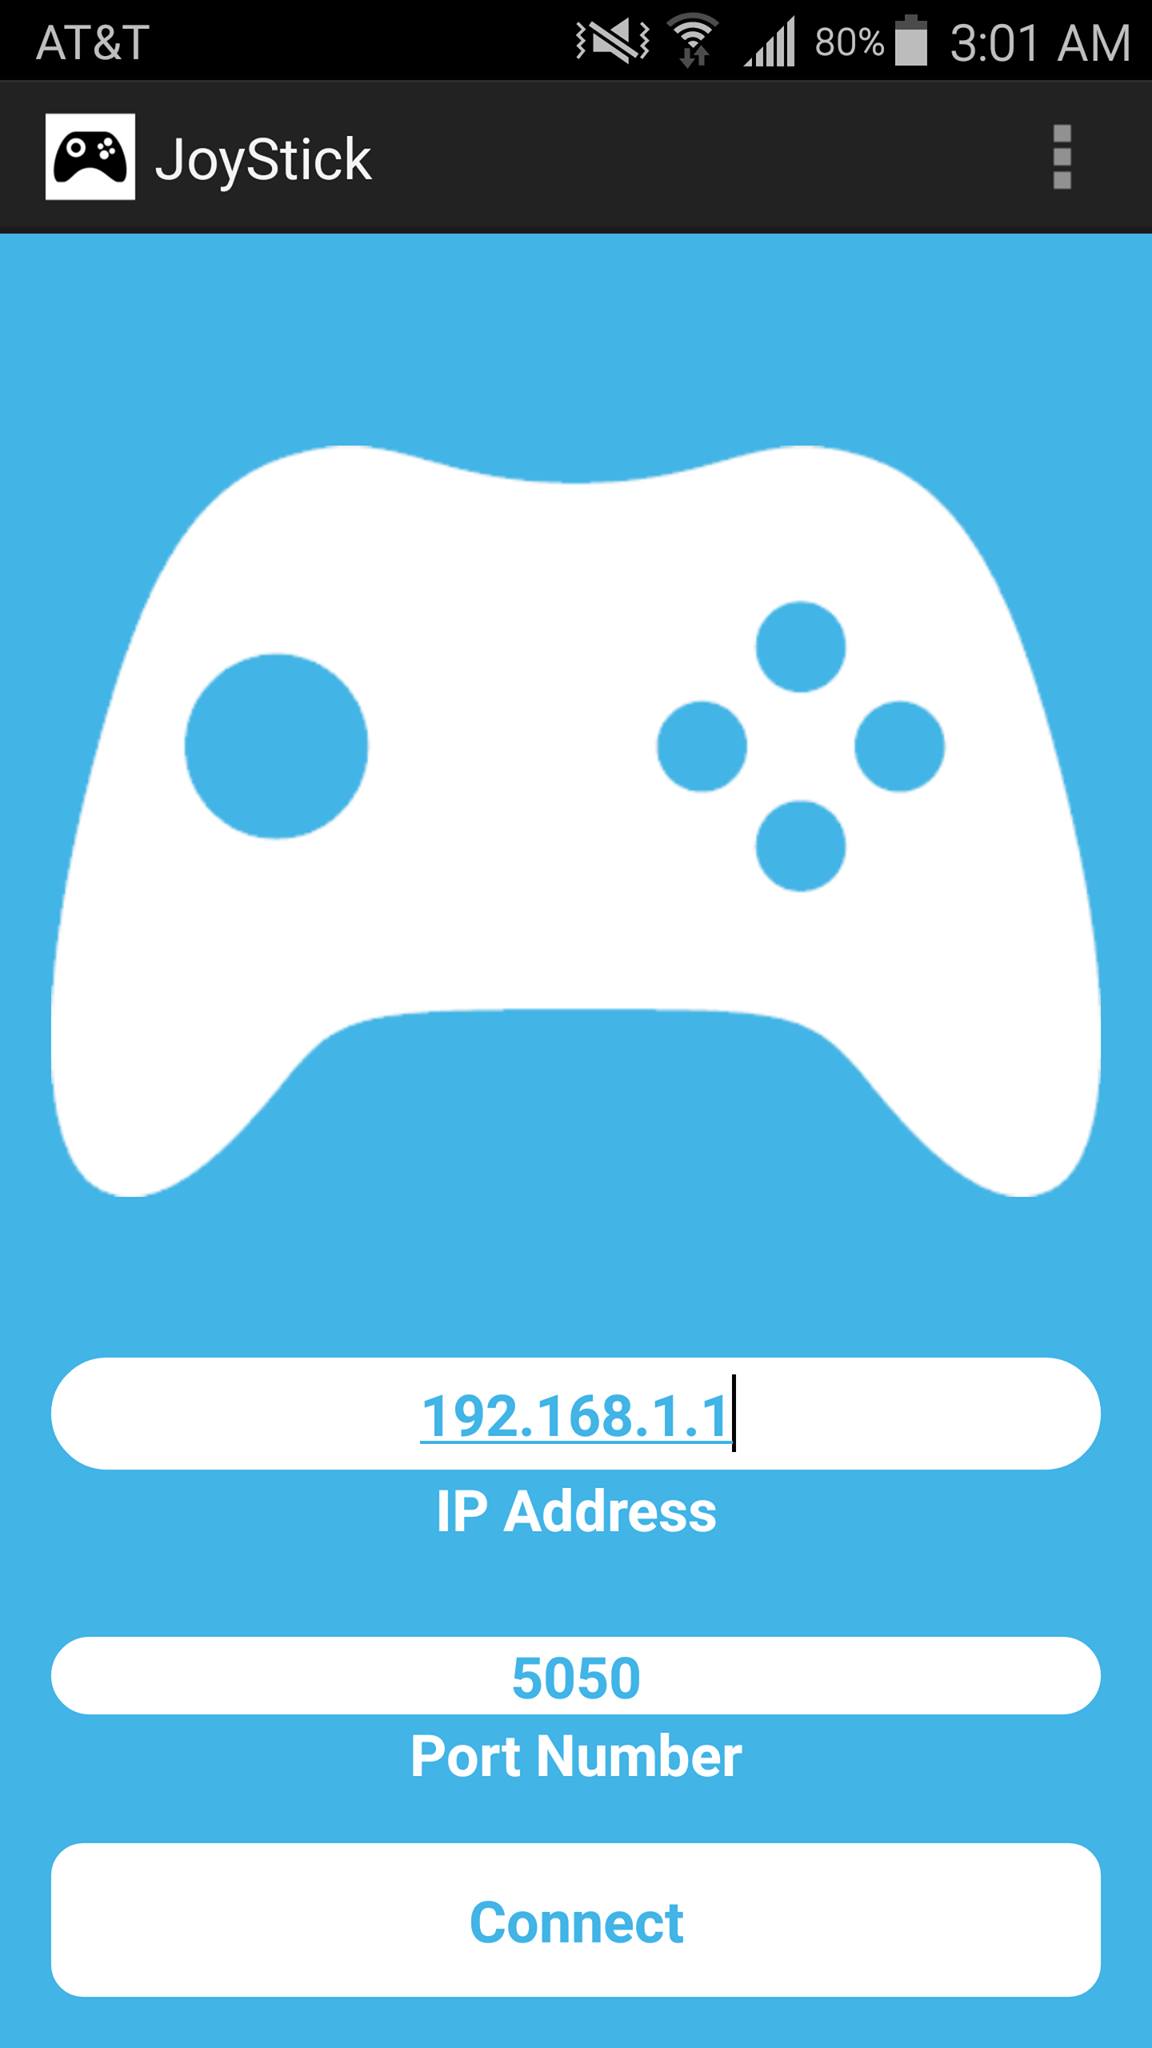 AT&T 80% 3:01 AM
JoyStick
192.168.1.1
IP Address
5050
Port Number
Connect